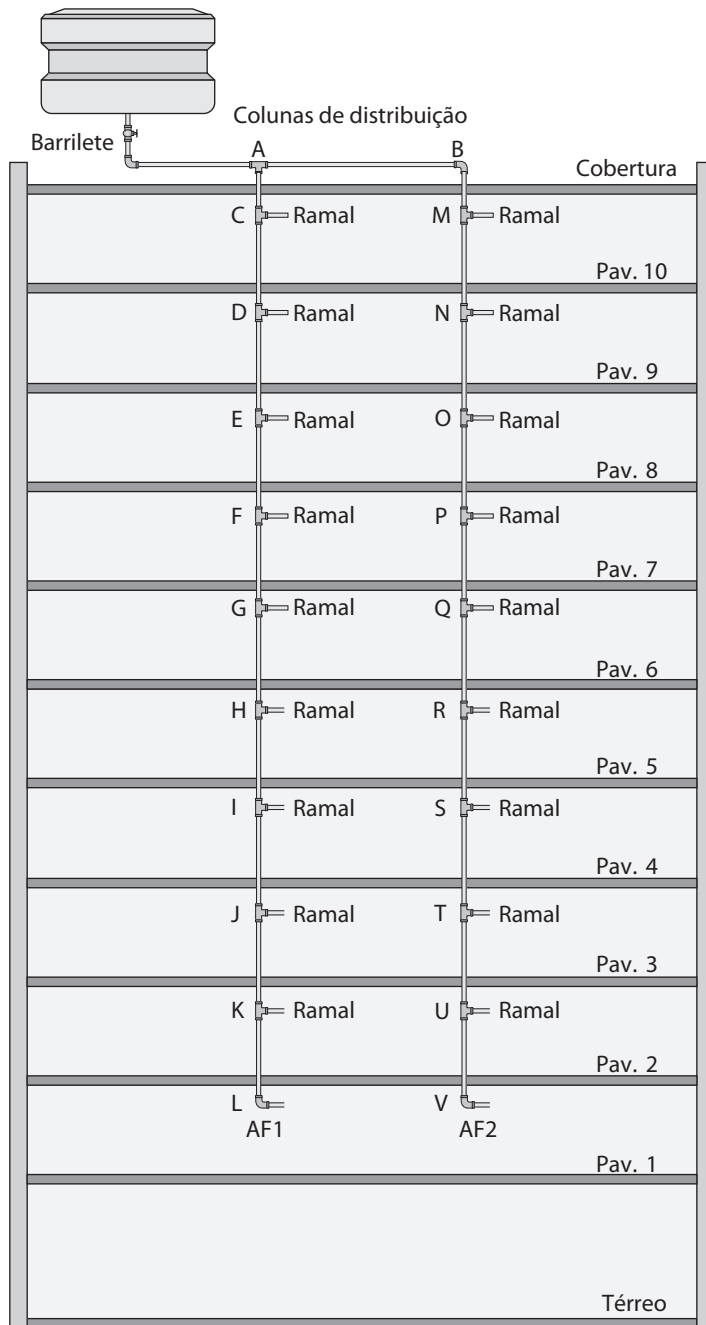 Colunas de distribuição
Barrilete
A B
Cobertura
C Ramal M Ramal
Pav. 10
D Ramal N Ramal
Pav. 9
E Ramal O Ramal
Pav. 8
F Ramal P Ramal
Pav. 7
G Ramal Q Ramal
Pav. 6
H Ramal R Ramal
Pav. 5
I Ramal S Ramal
Pav. 4
J Ramal T Ramal
Pav. 3
K Ramal U Ramal
Pav. 2
L V
AF1 AF2
Pav. 1
Térreo